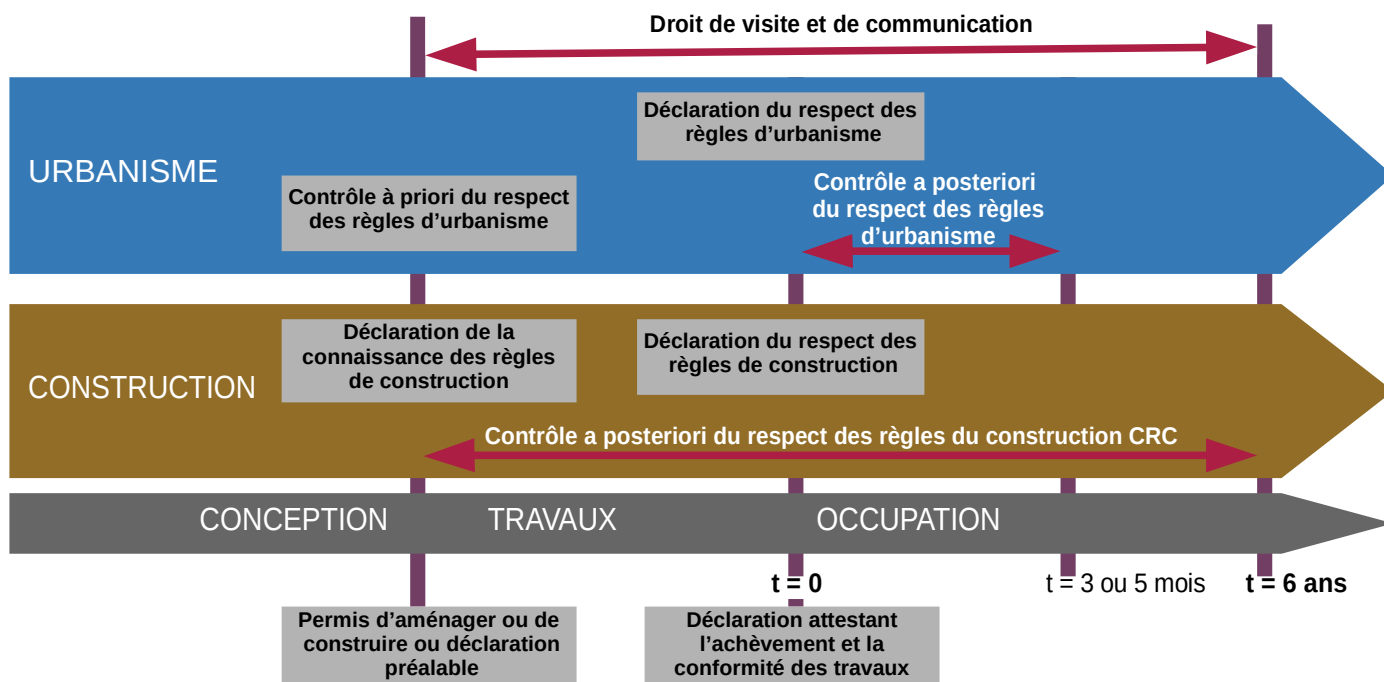 Droit de visite et de communication
Déclaration du respect des
règles d’urbanisme
URBANISME
Contrôle à priori du respect
des règles d’urbanisme
Contrôle a posteriori
du respect des règles
d’urbanisme
Déclaration de la
connaissance des règles
de construction
Déclaration du respect des
règles de construction
CONSTRUCTION
Contrôle a posteriori du respect des règles du construction CRC
CONCEPTION
TRAVAUX
OCCUPATION
t = 0
t = 3 ou 5 mois
t = 6 ans
Permis d’aménager ou de
construire ou déclaration
préalable
Déclaration attestant
l’achèvement et la
conformité des travaux